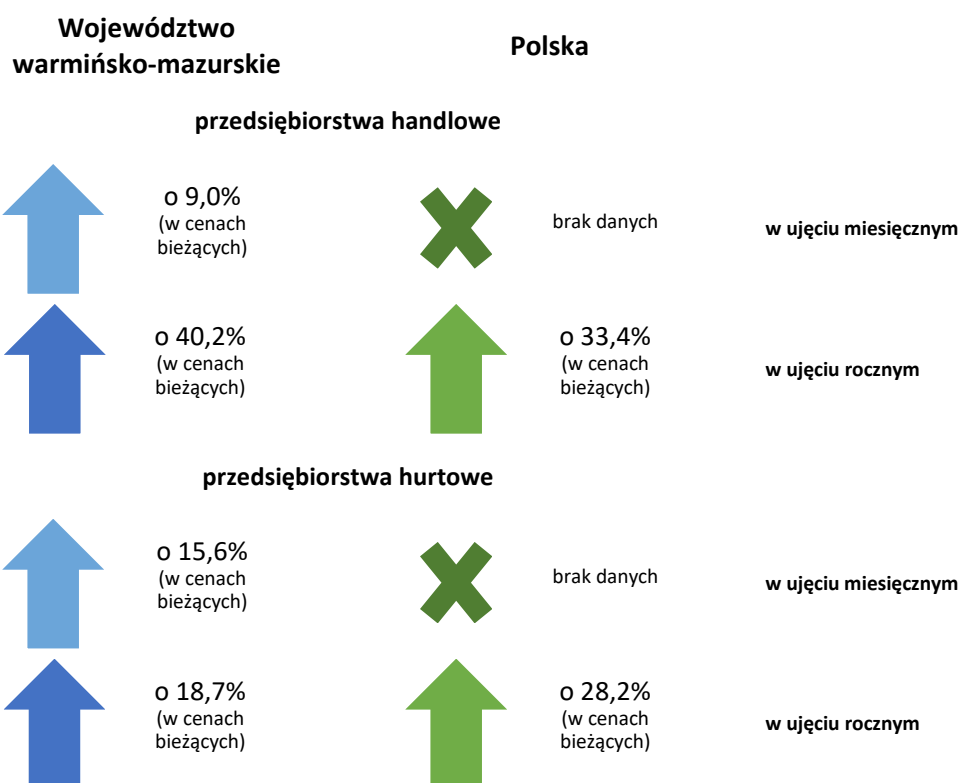 Województwo
warmińsko-mazurskie
Polska
przedsiębiorstwa handlowe
o 9,0%
(w cenach
bieżących)
brak danych
w ujęciu miesięcznym
o 40,2%
(w cenach
bieżących)
o 33,4%
(w cenach
bieżących)
w ujęciu rocznym
przedsiębiorstwa hurtowe
o 15,6%
(w cenach
bieżących)
brak danych
w ujęciu miesięcznym
o 18,7%
(w cenach
bieżących)
o 28,2%
(w cenach
bieżących)
w ujęciu rocznym